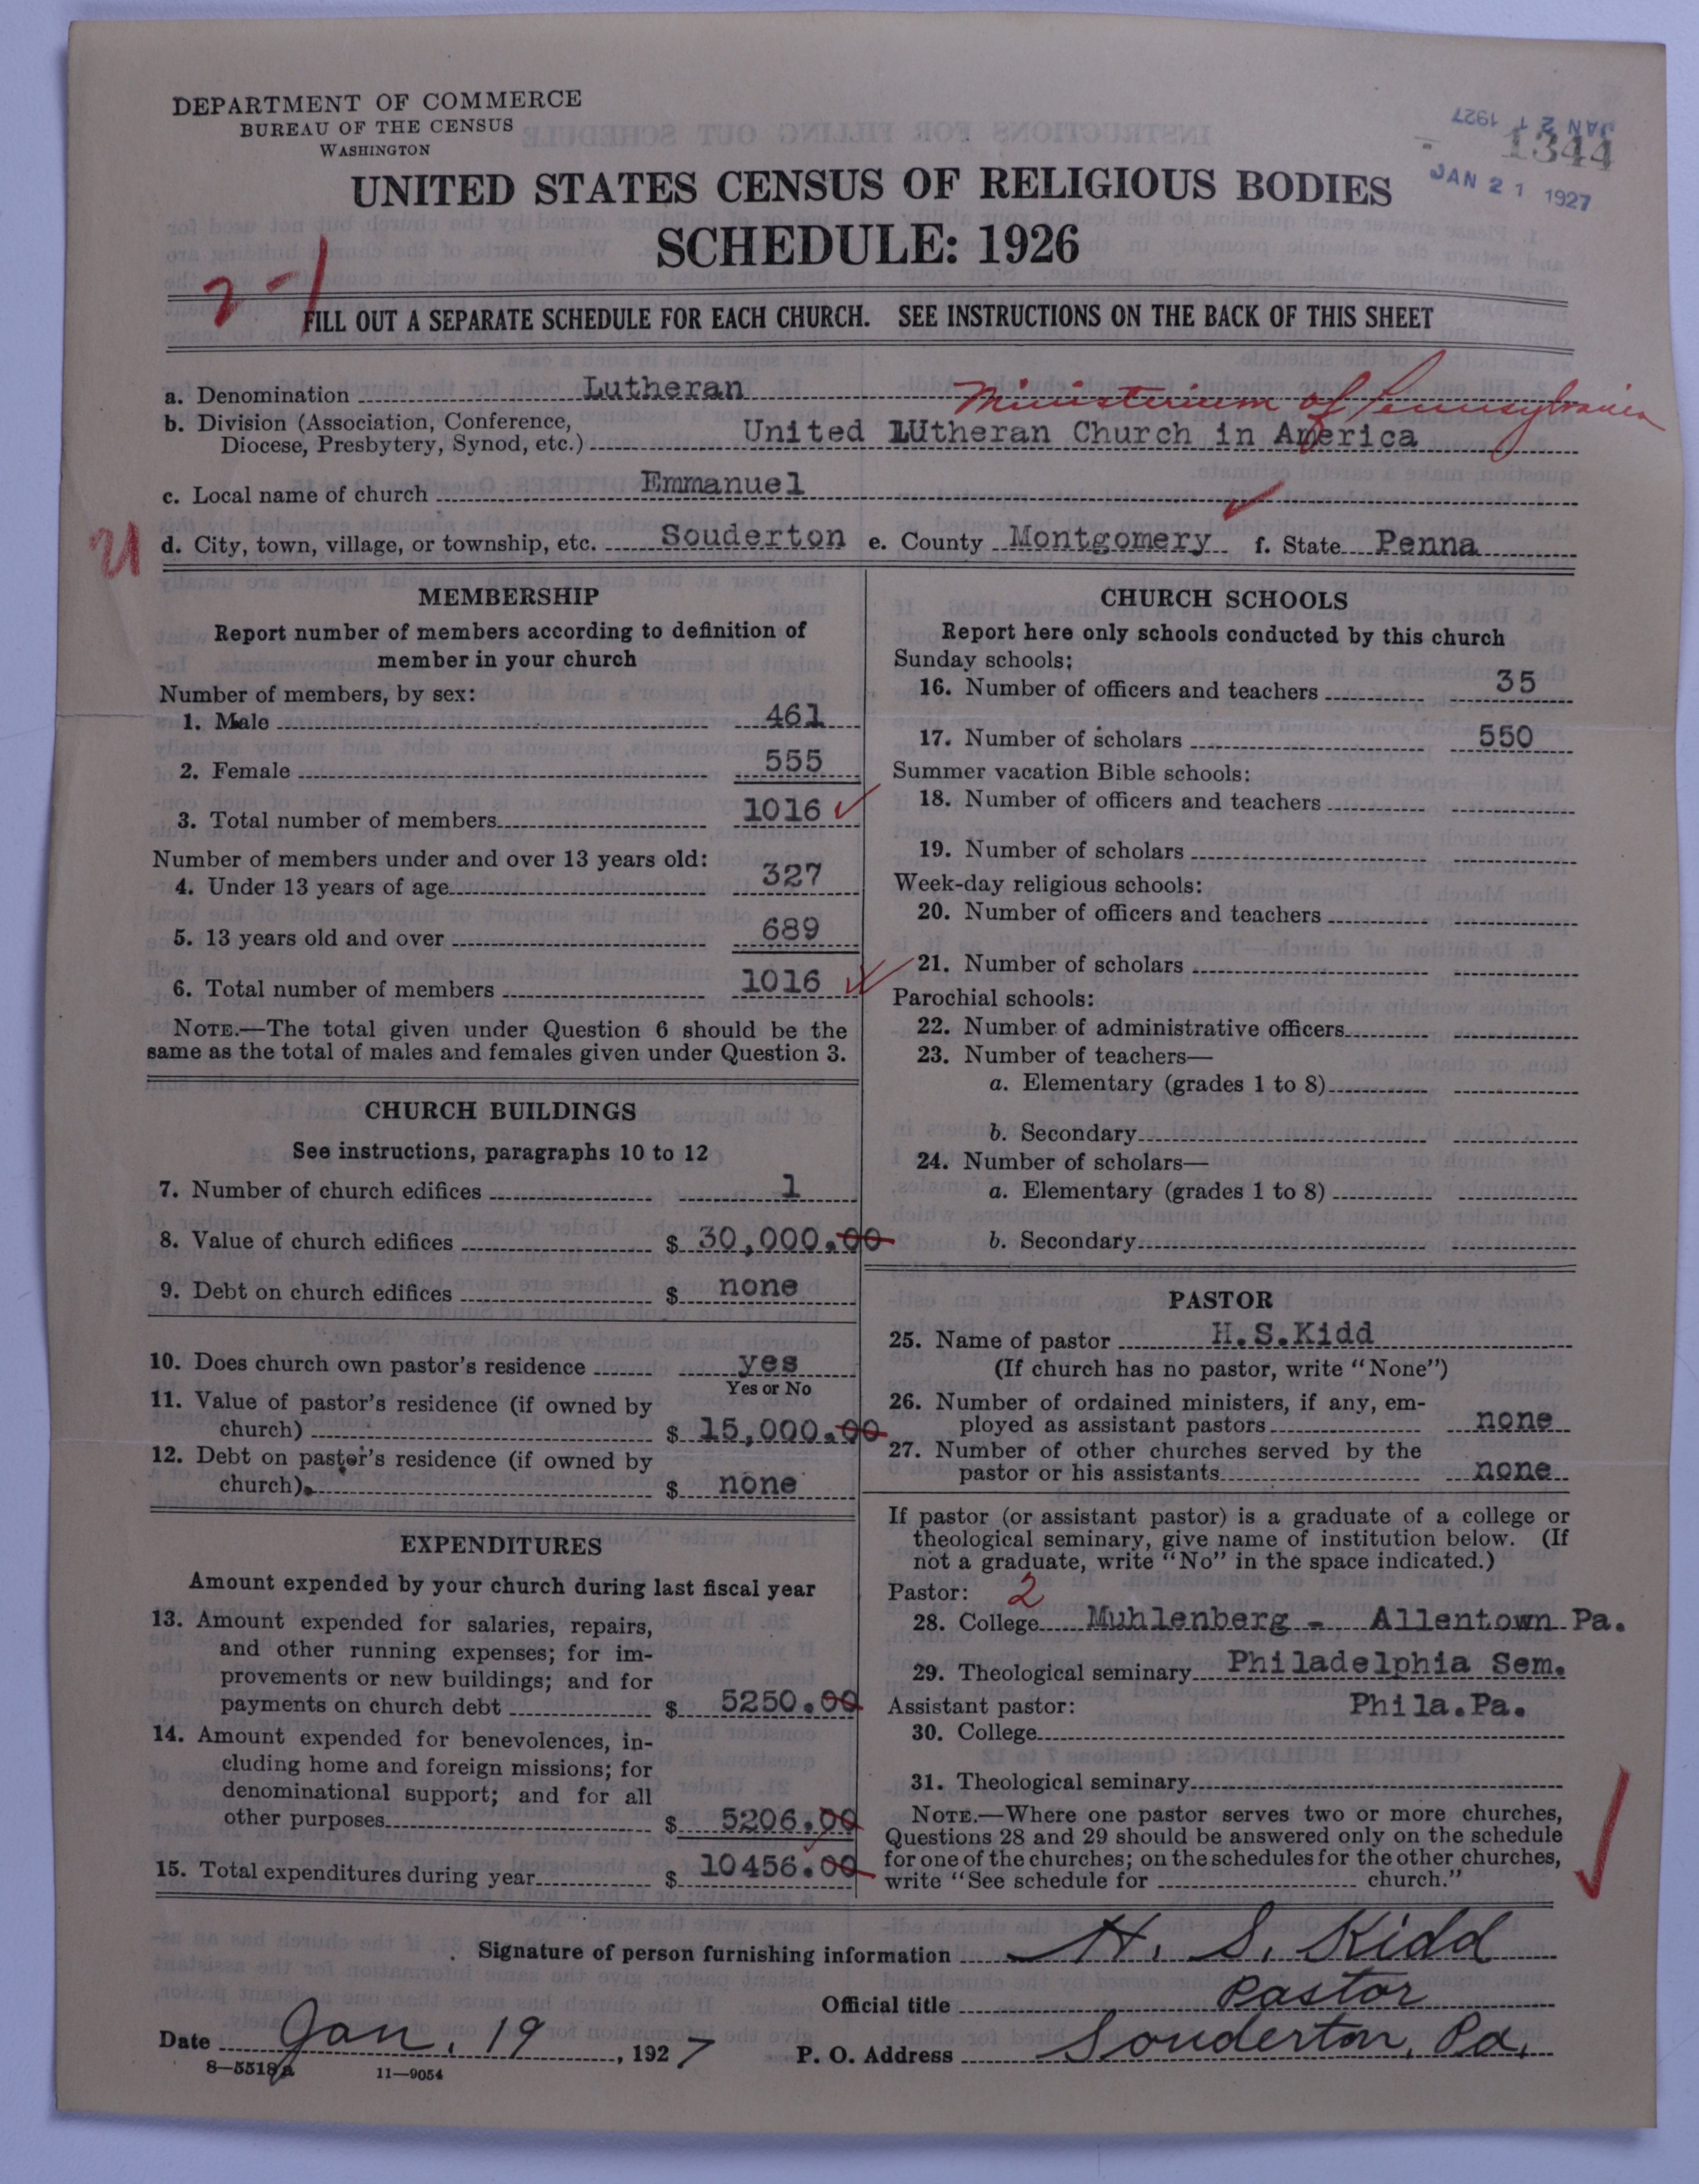 DEPARTMENT OF COMMERCE
BUREAU OF THE CENSUS
WASHINGTON
JAN 21 1927
1344
JAN 21 1927
UNITED STATES CENSUS OF RELIGIOUS BODIES
SCHEDULE: 1926
2-1
FILL OUT A SEPARATE SCHEDULE FOR EACH CHURCH. SEE INSTRUCTIONS ON THE BACK OF THIS SHEET
a. Denomination Lutheran
Ministerium of Pennsylvania
b. Division (Association, Conference,
Diocese, Presbytery, Synod, etc.) United LUtheran Church in America
c. Local name of church Emmanuel
d. City, town, village, or township, etc. Souderton e. County Montgomery f. State Penna
MEMBERSHIP
Report number of members according to definition of
member in your church
Number of members, by sex:
1. Male 461
2. Female 555
3. Total number of members 1016
Number of members under and over 13 years old:
4. Under 13 years of age 327
5. 13 years old and over 689
6. Total number of members 1016
NOTE.—The total given under Question 6 should be the
same as the total of males and females given under Question 3.
CHURCH BUILDINGS
See instructions, paragraphs 10 to 12
7. Number of church edifices 1
8. Value of church edifices $ 30,000.00
9. Debt on church edifices $ none
10. Does church own pastor's residence yes
Yes or No
11. Value of pastor's residence (if owned by
church) $ 15,000.00
12. Debt on pastor's residence (if owned by
church) $ none
EXPENDITURES
Amount expended by your church during last fiscal year
13. Amount expended for salaries, repairs,
and other running expenses; for im-
provements or new buildings; and for
payments on church debt $ 5250.00
14. Amount expended for benevolences, in-
cluding home and foreign missions; for
denominational support; and for all
other purposes $ 5206.00
15. Total expenditures during year $ 10456.00
CHURCH SCHOOLS
Report here only schools conducted by this church
Sunday schools:
16. Number of officers and teachers 35
17. Number of scholars 550
Summer vacation Bible schools:
18. Number of officers and teachers
19. Number of scholars
Week-day religious schools:
20. Number of officers and teachers
21. Number of scholars
Parochial schools:
22. Number of administrative officers
23. Number of teachers—
a. Elementary (grades 1 to 8)
b. Secondary
24. Number of scholars—
a. Elementary (grades 1 to 8)
b. Secondary
PASTOR
25. Name of pastor H.S.Kidd
(If church has no pastor, write "None")
26. Number of ordained ministers, if any, em-
ployed as assistant pastors none
27. Number of other churches served by the
pastor or his assistants none
If pastor (or assistant pastor) is a graduate of a college or
theological seminary, give name of institution below. (If
not a graduate, write "No" in the space indicated.)
Pastor: 2
28. College Muhlenberg - Allentown Pa.
29. Theological seminary Philadelphia Sem.
Assistant pastor: Phila.Pa.
30. College
31. Theological seminary
NOTE.—Where one pastor serves two or more churches,
Questions 28 and 29 should be answered only on the schedule
for one of the churches; on the schedules for the other churches,
write "See schedule for church."
Signature of person furnishing information H. S. Kidd
Official title Pastor
Date Jan. 19, 1927 P. O. Address Souderton, Pa.
8—5518a 11—9054